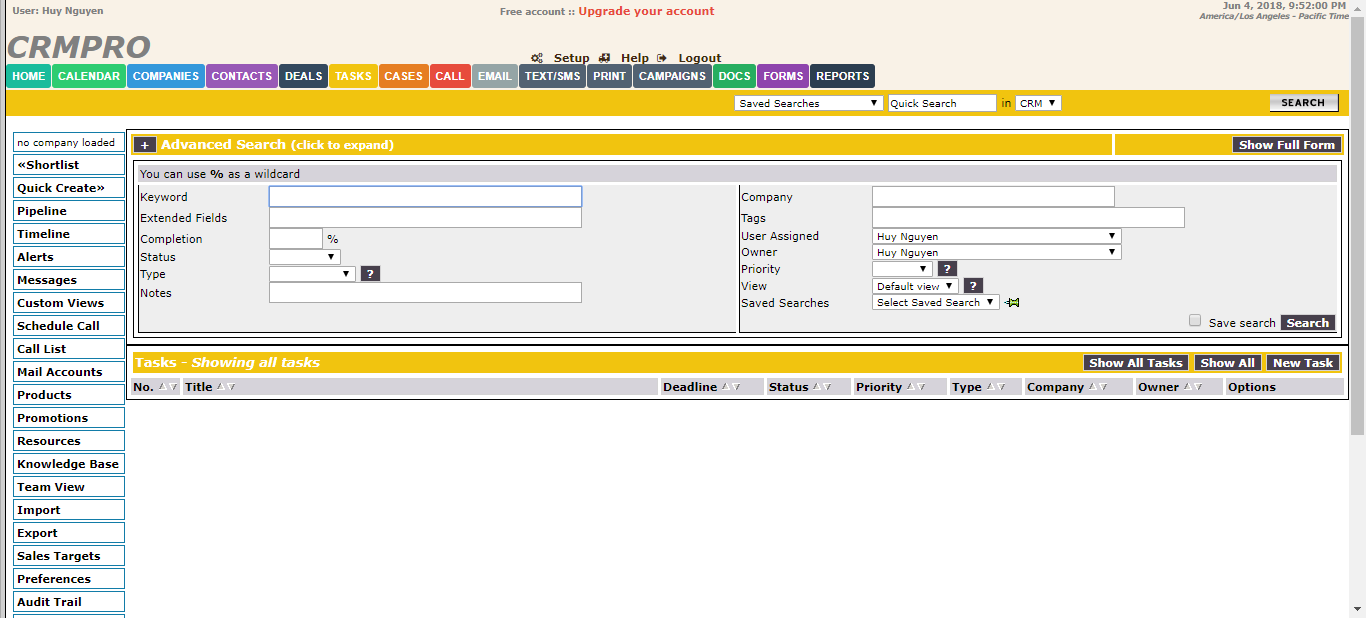 User: Huy Nguyen
Free account :: Upgrade your account
Jun 4, 2018, 9:52:00 PM
America/Los Angeles - Pacific Time
CRMPRO
Setup Help Logout
HOME CALENDAR COMPANIES CONTACTS DEALS TASKS CASES CALL EMAIL TEXT/SMS PRINT CAMPAIGNS DOCS FORMS REPORTS
Saved Searches Quick Search in CRM SEARCH
no company loaded
«Shortlist
Quick Create»
Pipeline
Timeline
Alerts
Messages
Custom Views
Schedule Call
Call List
Mail Accounts
Products
Promotions
Resources
Knowledge Base
Team View
Import
Export
Sales Targets
Preferences
Audit Trail
+ Advanced Search (click to expand) Show Full Form
You can use % as a wildcard
Keyword
Extended Fields
Completion %
Status
Type ?
Notes
Company
Tags
User Assigned Huy Nguyen
Owner Huy Nguyen
Priority ?
View Default view ?
Saved Searches Select Saved Search
Save search Search
Tasks - Showing all tasks Show All Tasks Show All New Task
No. Title Deadline Status Priority Type Company Owner Options